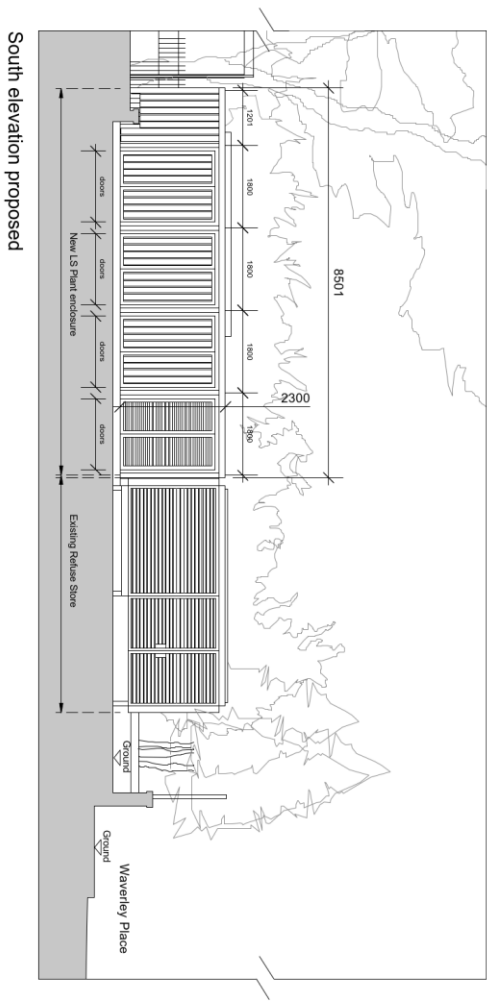 8501
1201
1800
1800
1800
1800
2300
doors
doors
doors
doors
New LS Plant enclosure
Existing Refuse Store
Ground
Ground
Waverley Place
South elevation proposed